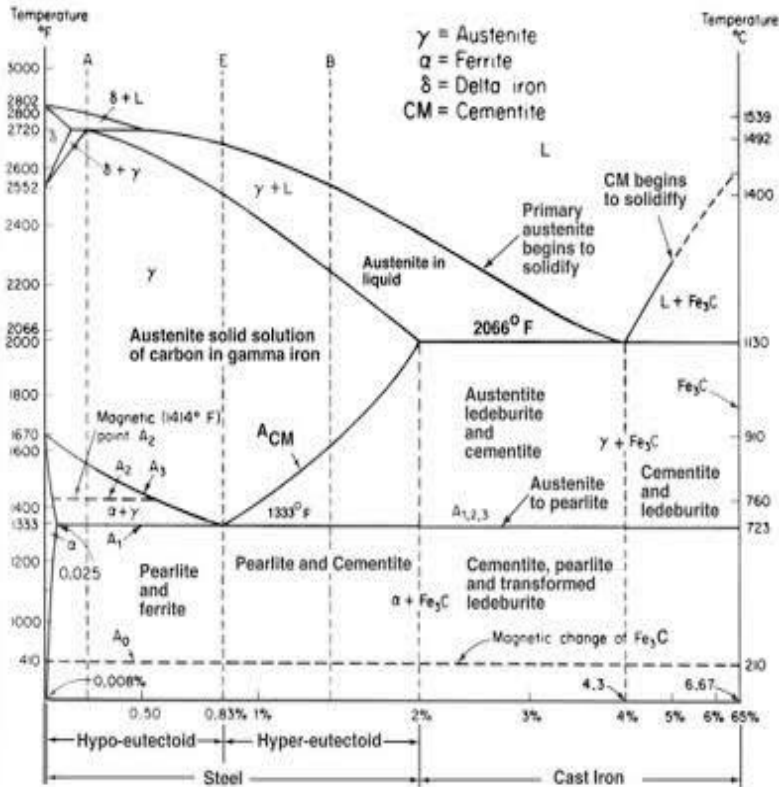 Temperature
°F
Temperature
°C
γ = Austenite
α = Ferrite
δ = Delta iron
CM = Cementite
A
E
B
3000
2802
2800
2720
2600
2552
2400
2200
2066
2000
1800
1670
1600
1400
1333
1200
1000
410
1539
1492
1400
1130
910
760
723
210
δ + L
δ
δ + γ
γ + L
L
CM begins
to solidiffy
Primary
austenite
begins to
solidify
Austenite in
liquid
γ
L + Fe₃C
2066° F
Austenite solid solution
of carbon in gamma iron
Austentite
ledeburite
and
cementite
Fe₃C
Magnetic (1414° F)
point A₂
A_CM
γ + Fe₃C
A₂
A₃
Cementite
and
ledeburite
Austenite
to pearlite
α + γ
1333° F
A₁,₂,₃
A₁
α
0,025
Pearlite
and
ferrite
Pearlite and Cementite
Cementite, pearlite
and transformed
ledeburite
α + Fe₃C
A₀
Magnetic change of Fe₃C
0,008%
4.3
6,67
0.50
0.83%
1%
2%
3%
4%
5%
6%
65%
Hypo-eutectoid
Hyper-eutectoid
Steel
Cast Iron